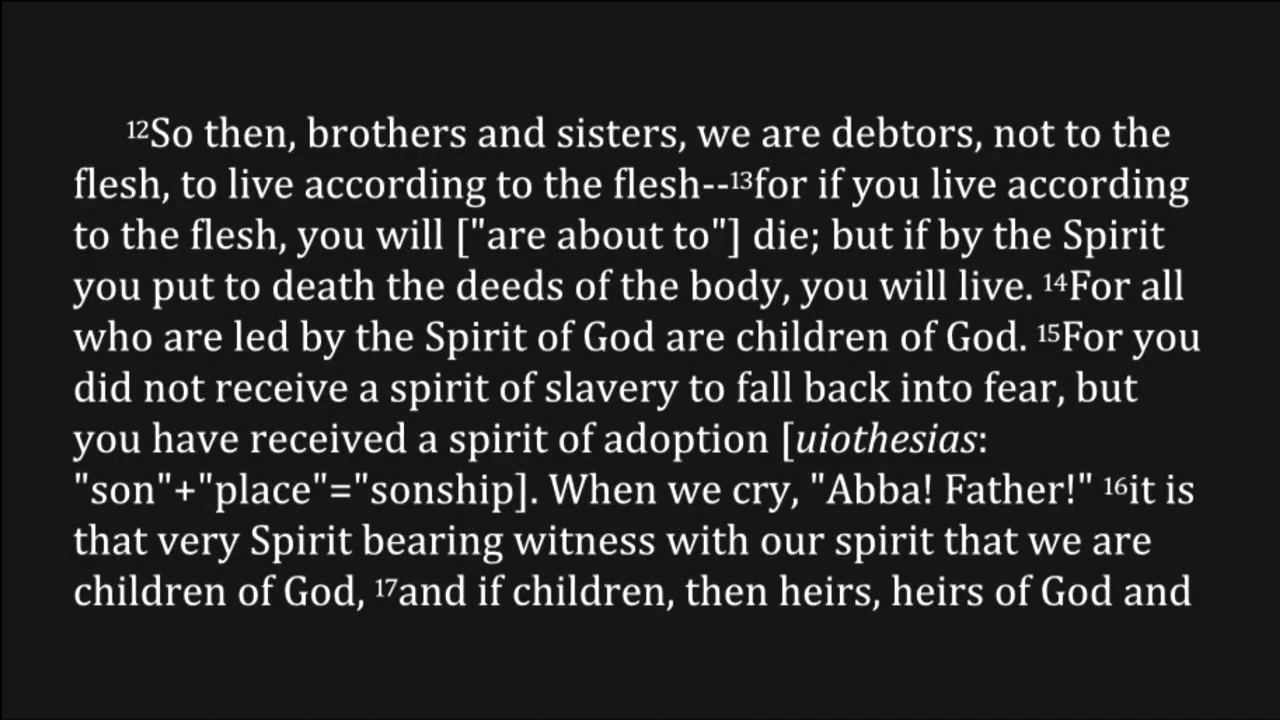 12So then, brothers and sisters, we are debtors, not to the
flesh, to live according to the flesh--13for if you live according
to the flesh, you will ["are about to"] die; but if by the Spirit
you put to death the deeds of the body, you will live. 14For all
who are led by the Spirit of God are children of God. 15For you
did not receive a spirit of slavery to fall back into fear, but
you have received a spirit of adoption [uiothesias:
"son"+"place"="sonship]. When we cry, "Abba! Father!" 16it is
that very Spirit bearing witness with our spirit that we are
children of God, 17and if children, then heirs, heirs of God and